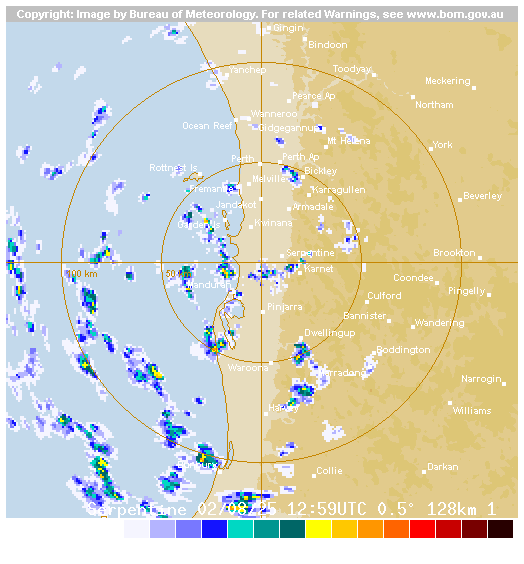 Copyright: Image by Bureau of Meteorology. For related Warnings, see www.bom.gov.au
Gingin
Bindoon
Yanchep
Toodyay
Meckering
Pearce Ap
Northam
Wanneroo
Ocean Reef
Gidgegannup
Mt Helena
York
Perth
Perth Ap
Rottnest Is
Bickley
Melville
Fremantle
Karragullen
Beverley
Jandakot
Armadale
Garden Is
Kwinana
Serpentine
Brookton
100 km
50 km
Karnet
Mandurah
Coondee
Pingelly
Culford
Pinjarra
Bannister
Wandering
Dwellingup
Boddington
Waroona
Narrogin
Harvey
Williams
Bunbury
Collie
Darkan
Serpentine 02/08/25 12:59UTC 0.5° 128km 1